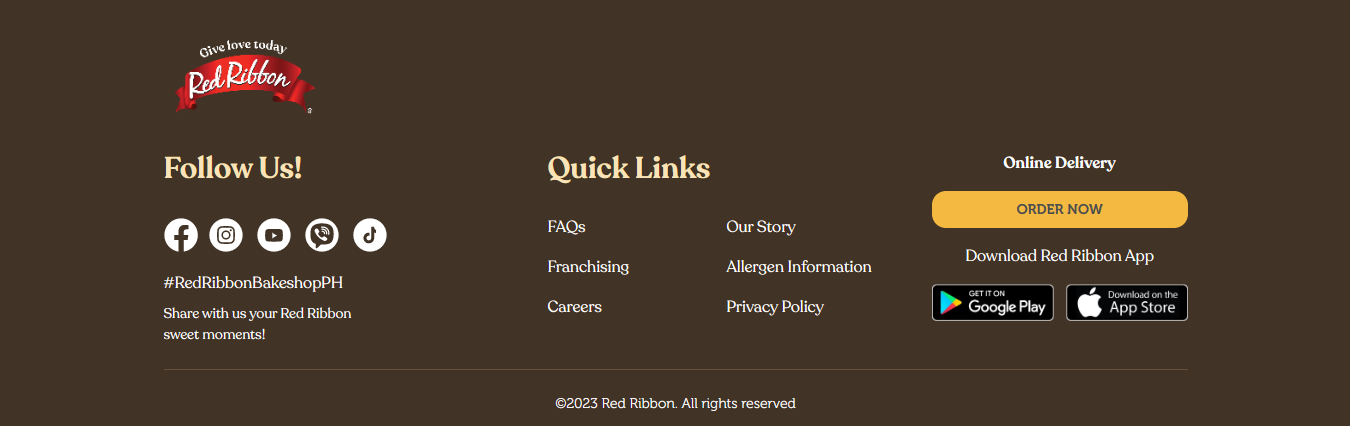 Give love today
Red Ribbon
Follow Us!
#RedRibbonBakeshopPH
Share with us your Red Ribbon
sweet moments!
Quick Links
FAQs
Our Story
Franchising
Allergen Information
Careers
Privacy Policy
Online Delivery
ORDER NOW
Download Red Ribbon App
GET IT ON
Google Play
Download on the
App Store
©2023 Red Ribbon. All rights reserved